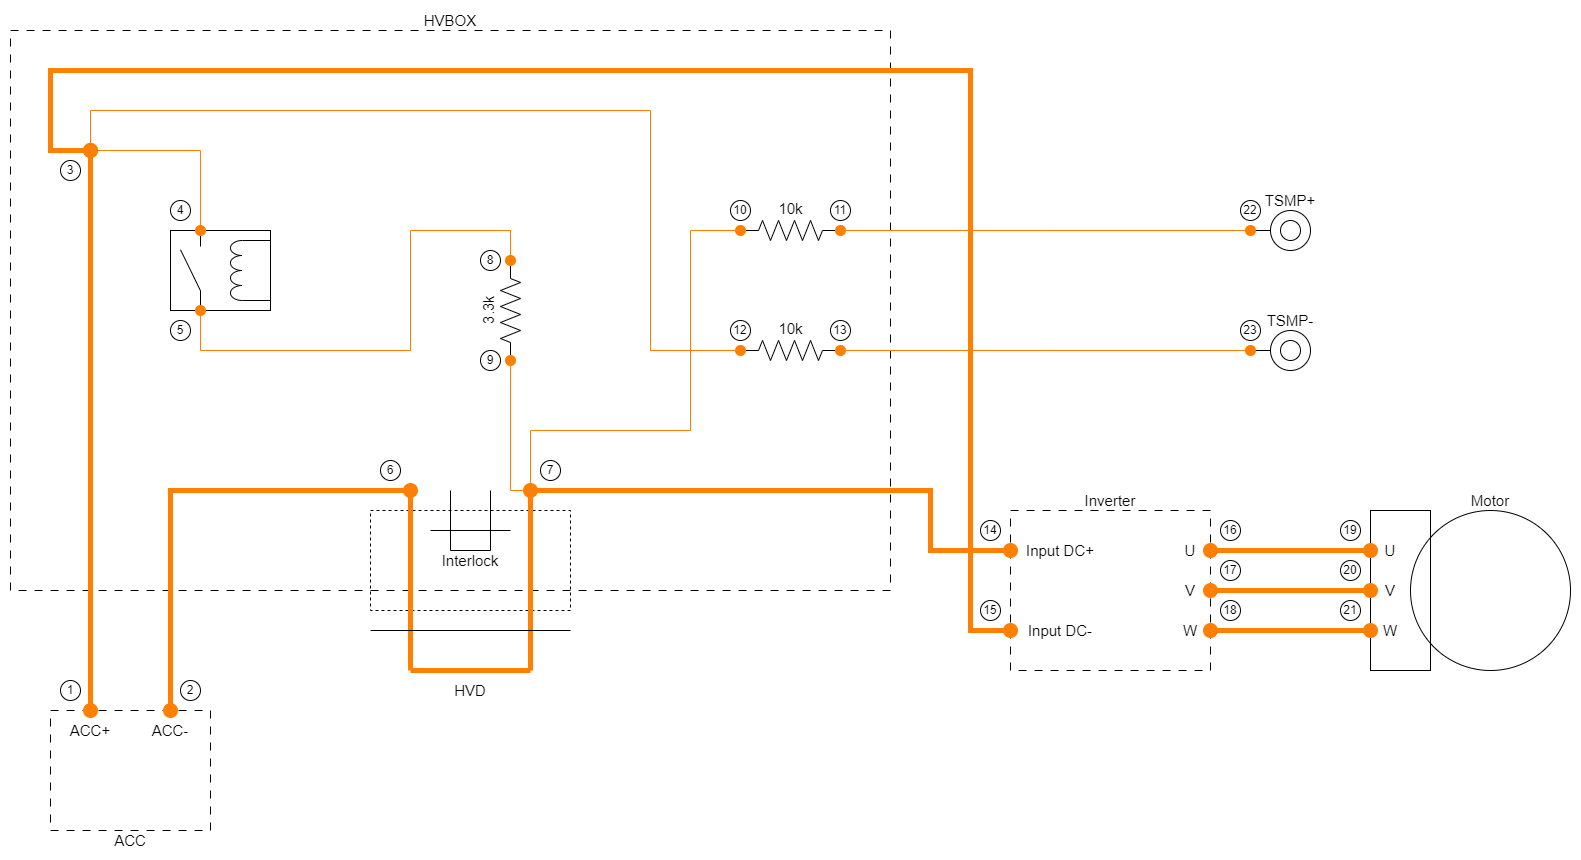 HVBOX
3
4
10
10k
11
22
TSMP+
8
3.3k
5
9
12
10k
13
23
TSMP-
6
7
Interlock
HVD
Inverter
Motor
14
Input DC+
U
16
19
U
17
20
V
V
15
Input DC-
18
21
W
W
1
2
ACC+
ACC-
ACC